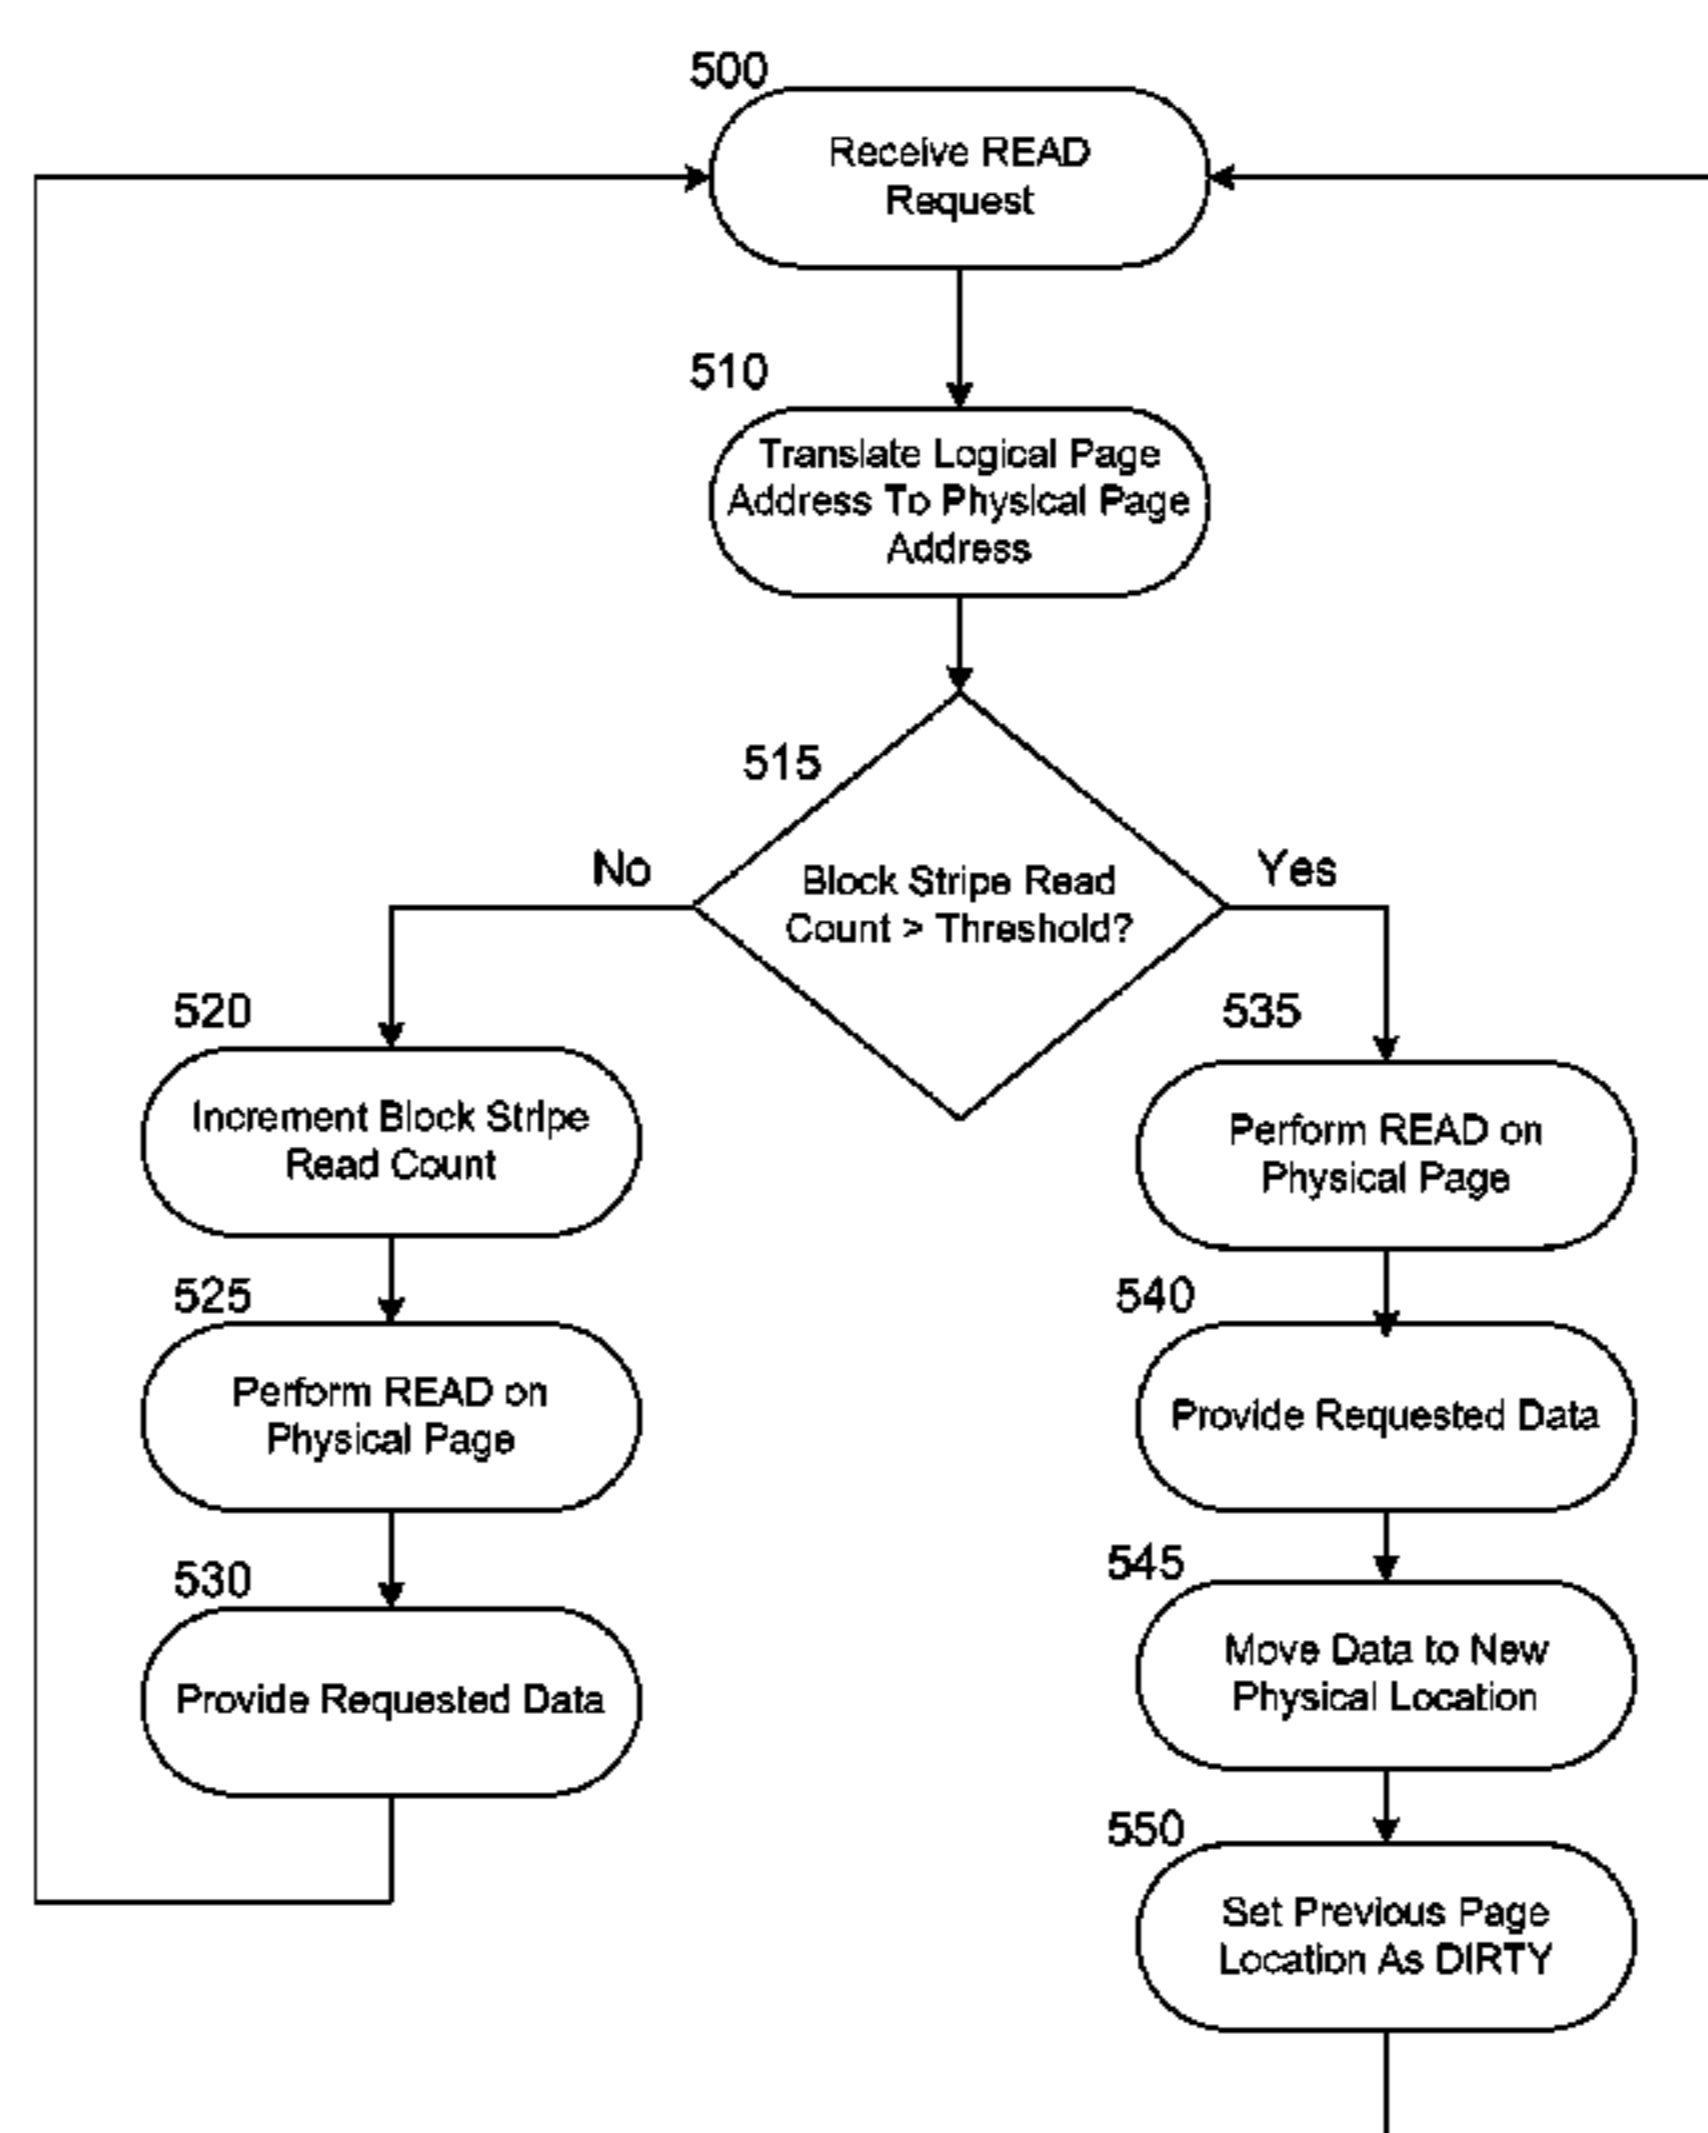 500
Receive READ
Request
510
Translate Logical Page
Address To Physical Page
Address
515
Block Stripe Read
Count > Threshold?
No
Yes
520
Increment Block Stripe
Read Count
525
Perform READ on
Physical Page
530
Provide Requested Data
535
Perform READ on
Physical Page
540
Provide Requested Data
545
Move Data to New
Physical Location
550
Set Previous Page
Location As DIRTY